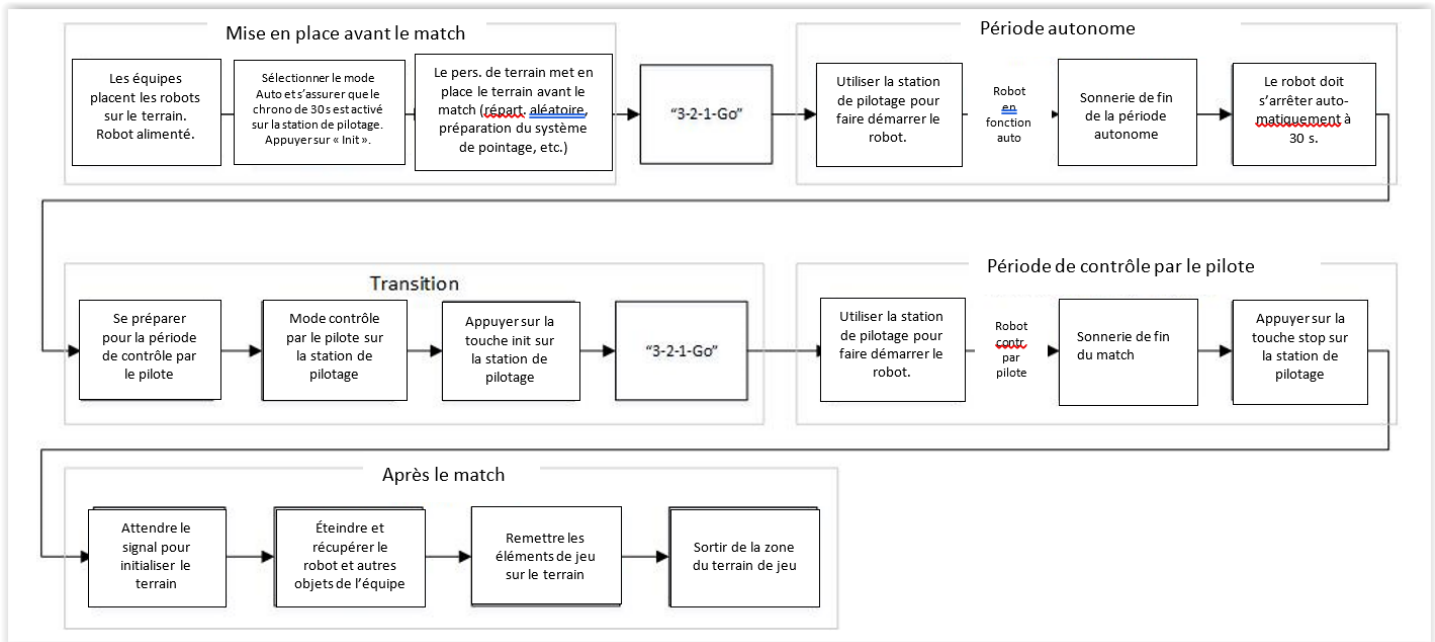 Mise en place avant le match
Les équipes
placent les robots
sur le terrain.
Robot alimenté.
Sélectionner le mode
Auto et s’assurer que le
chrono de 30 s est activé
sur la station de pilotage.
Appuyer sur « Init ».
Le pers. de terrain met en
place le terrain avant le
match (répart. aléatoire,
préparation du système
de pointage, etc.)
“3-2-1-Go”
Période autonome
Utiliser la station
de pilotage pour
faire démarrer le
robot.
Robot
en
fonction
auto
Sonnerie de fin
de la période
autonome
Le robot doit
s’arrêter auto-
matiquement à
30 s.
Transition
Se préparer
pour la période
de contrôle par
le pilote
Mode contrôle
par le pilote sur
la station de
pilotage
Appuyer sur la
touche init sur
la station de
pilotage
“3-2-1-Go”
Période de contrôle par le pilote
Utiliser la station
de pilotage pour
faire démarrer le
robot.
Robot
contr.
par
pilote
Sonnerie de fin
du match
Appuyer sur la
touche stop sur
la station de
pilotage
Après le match
Attendre le
signal pour
initialiser le
terrain
Éteindre et
récupérer le
robot et autres
objets de l’équipe
Remettre les
éléments de jeu
sur le terrain
Sortir de la zone
du terrain de jeu